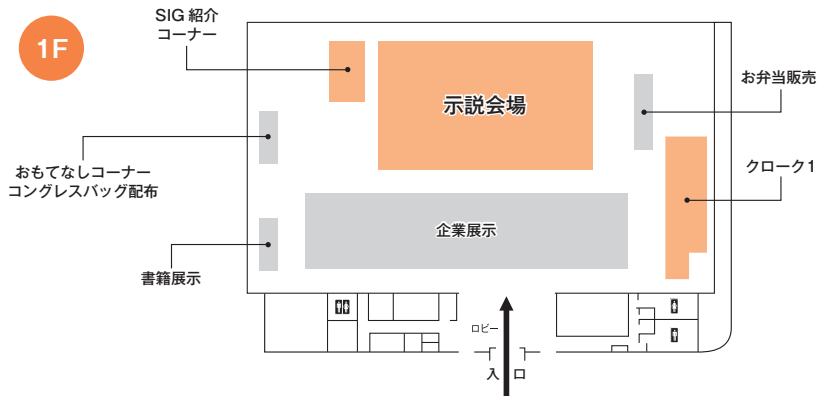 1F
SIG 紹介
コーナー
示説会場
お弁当販売
おもてなしコーナー
コングレスバッグ配布
クローク1
企業展示
書籍展示
ロビー
入口